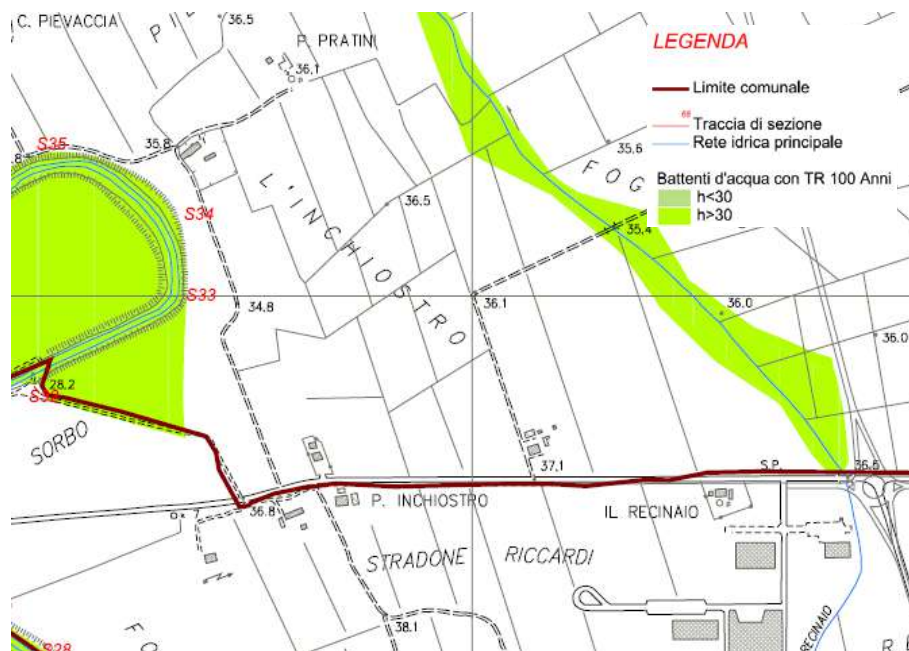 C. PIEVACCIA
36.5
P. PRATINI
36.1
LEGENDA
Limite comunale
68
Traccia di sezione
Rete idrica principale
Battenti d'acqua con TR 100 Anni
h<30
h>30
S35
35.8
35.6
FOG
L'INCHIOSTRO
36.5
S34
35.4
S33
34.8
36.1
36.0
36.0
28.2
SORBO
37.1
S.P.
36.8
P. INCHIOSTRO
IL RECINAIO
STRADONE RICCARDI
38.1
RECINAIO
S28